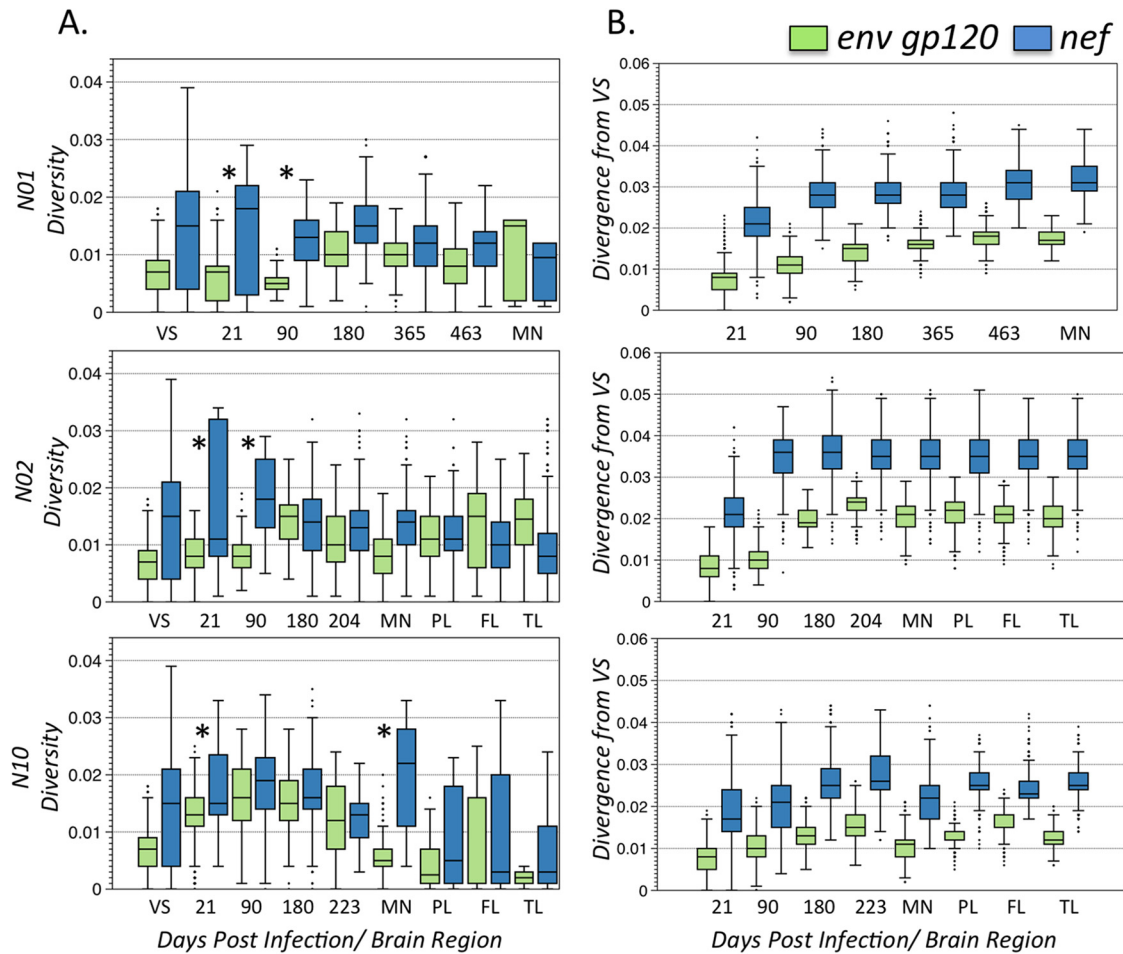 A.
B.
env gp120 nef
N01
Diversity
0.04
0.03
0.02
0.01
0
* *
VS 21 90 180 365 463 MN
Divergence from VS
0.06
0.05
0.04
0.03
0.02
0.01
0
21 90 180 365 463 MN
N02
Diversity
0.04
0.03
0.02
0.01
0
* *
VS 21 90 180 204 MN PL FL TL
Divergence from VS
0.06
0.05
0.04
0.03
0.02
0.01
0
21 90 180 204 MN PL FL TL
N10
Diversity
0.04
0.03
0.02
0.01
0
* *
VS 21 90 180 223 MN PL FL TL
Days Post Infection/ Brain Region
Divergence from VS
0.06
0.05
0.04
0.03
0.02
0.01
0
21 90 180 223 MN PL FL TL
Days Post Infection/ Brain Region